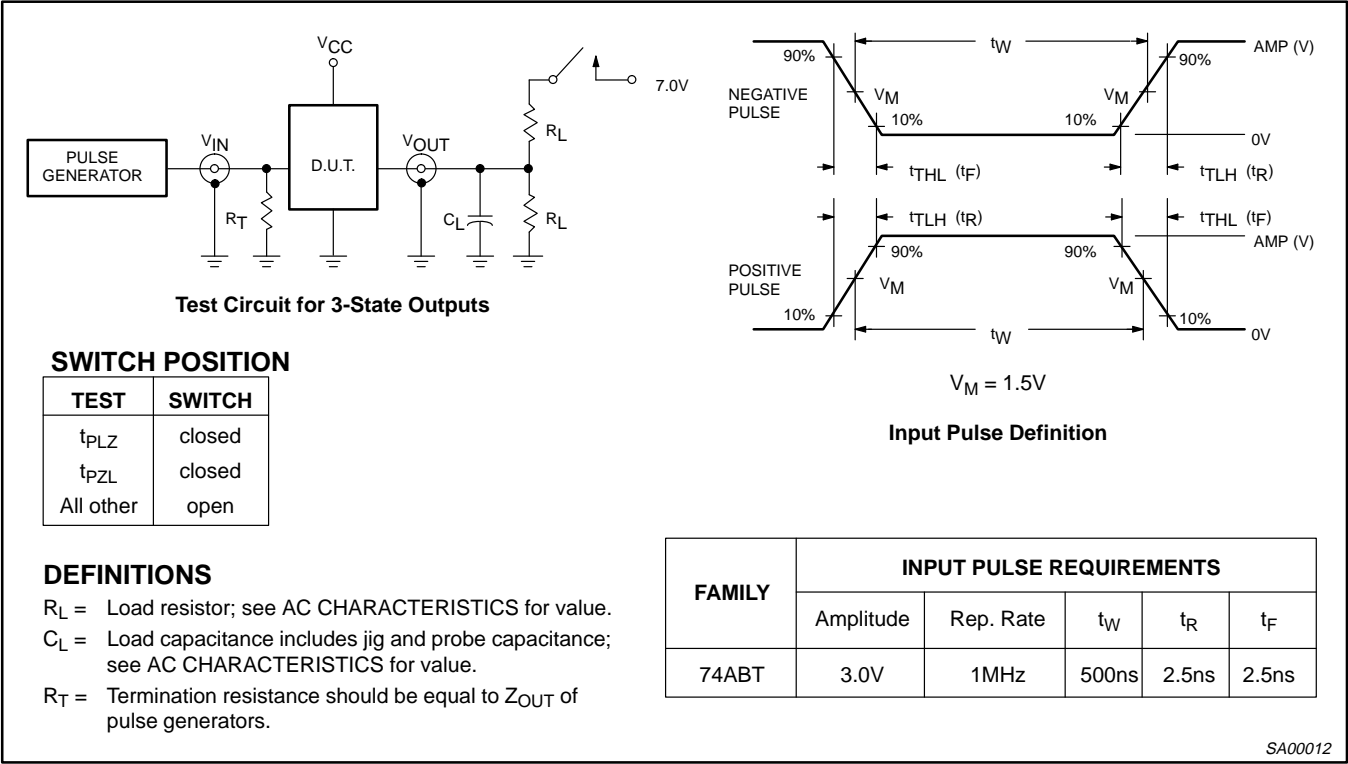 VCC
7.0V
RL
VIN
VOUT
PULSE
GENERATOR
D.U.T.
RT
CL
RL
Test Circuit for 3-State Outputs
tW
AMP (V)
90%
90%
NEGATIVE
PULSE
VM
VM
10%
10%
0V
tTHL (tF)
tTLH (tR)
tTLH (tR)
tTHL (tF)
AMP (V)
90%
90%
POSITIVE
PULSE
VM
VM
10%
10%
tW
0V
VM = 1.5V
Input Pulse Definition
SWITCH POSITION
TEST SWITCH
tPLZ closed
tPZL closed
All other open
DEFINITIONS
RL = Load resistor; see AC CHARACTERISTICS for value.
CL = Load capacitance includes jig and probe capacitance;
see AC CHARACTERISTICS for value.
RT = Termination resistance should be equal to ZOUT of
pulse generators.
FAMILY
INPUT PULSE REQUIREMENTS
Amplitude Rep. Rate tW tR tF
74ABT 3.0V 1MHz 500ns 2.5ns 2.5ns
SA00012